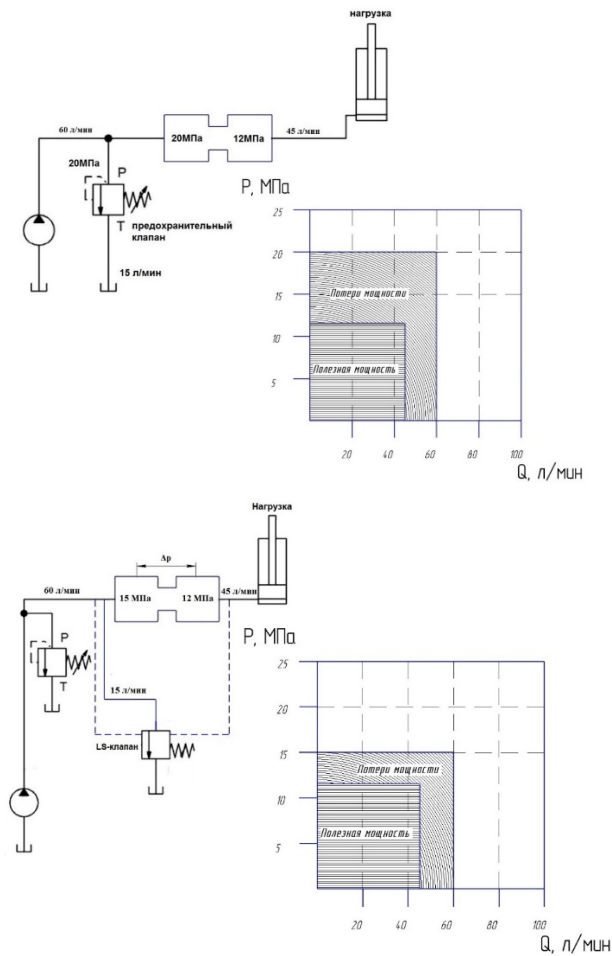 нагрузка
60 л/мин
20МПа
12МПа
45 л/мин
20МПа
P
T
предохранительный
клапан
15 л/мин
P, МПа
25
20
15
10
5
Потери мощности
Полезная мощность
20
40
60
80
100
Q, л/мин
Нагрузка
Ар
60 л/мин
15 МПа
12 МПа
45 л/мин
P
T
15 л/мин
LS-клапан
P, МПа
25
20
15
10
5
Потери мощности
Полезная мощность
20
40
60
80
100
Q, л/мин